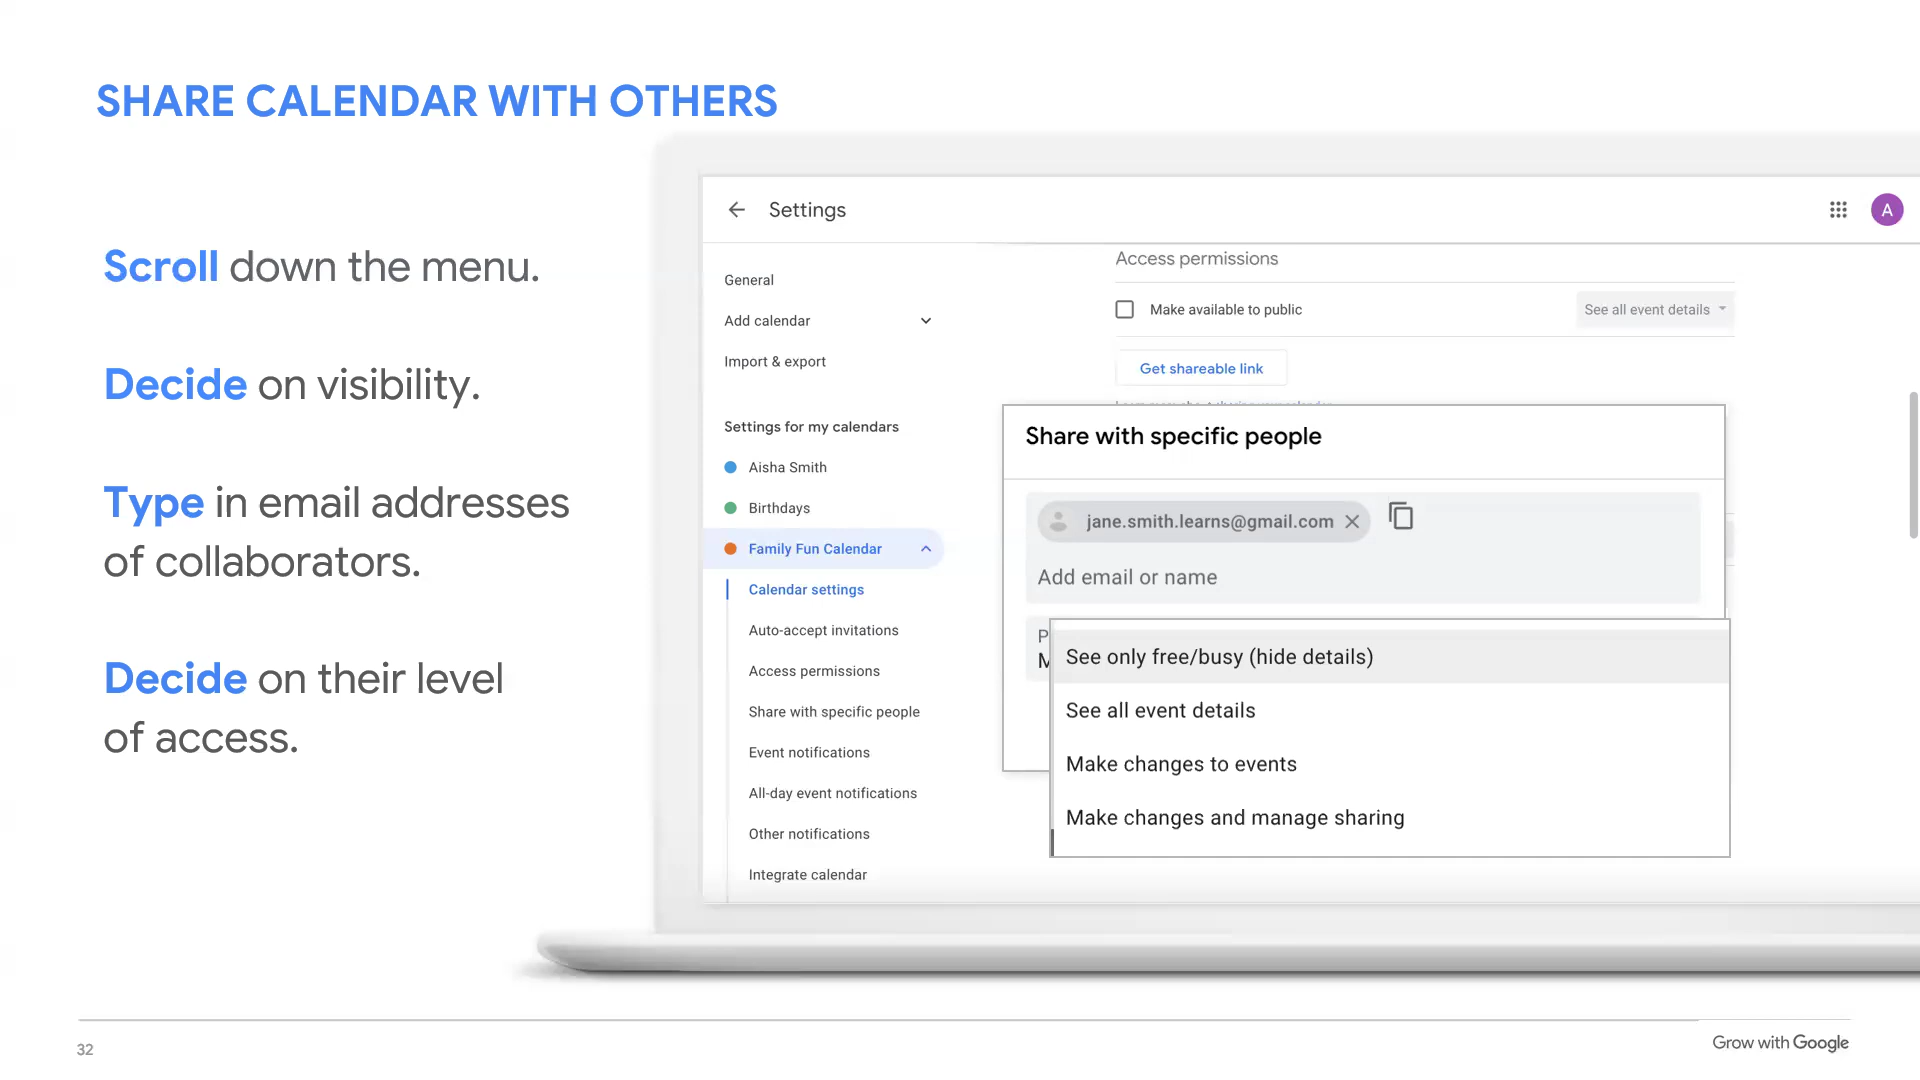 SHARE CALENDAR WITH OTHERS
Scroll down the menu.
Decide on visibility.
Type in email addresses
of collaborators.
Decide on their level
of access.
Settings
A
General
Add calendar
Import & export
Settings for my calendars
Aisha Smith
Birthdays
Family Fun Calendar
Calendar settings
Auto-accept invitations
Access permissions
Share with specific people
Event notifications
All-day event notifications
Other notifications
Integrate calendar
Access permissions
Make available to public
See all event details
Get shareable link
Share with specific people
jane.smith.learns@gmail.com
Add email or name
See only free/busy (hide details)
See all event details
Make changes to events
Make changes and manage sharing
32
Grow with Google